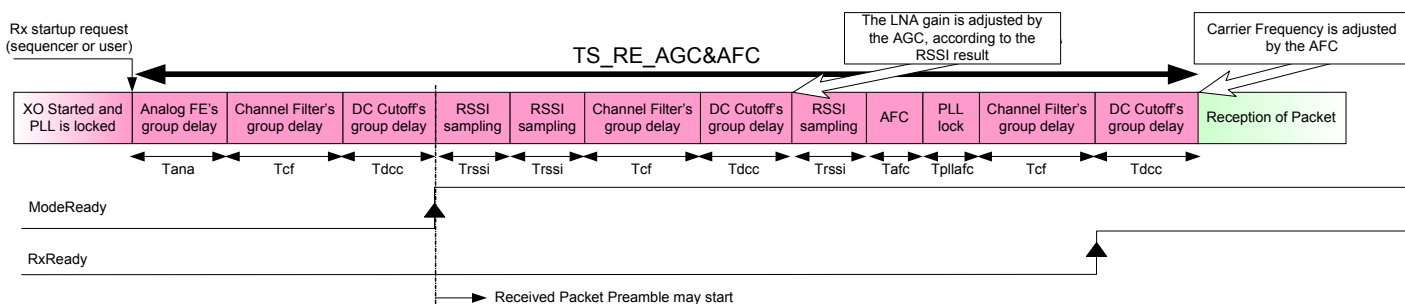 Rx startup request
(sequencer or user)
TS_RE_AGC&AFC
The LNA gain is adjusted by
the AGC, according to the
RSSI result
Carrier Frequency is adjusted
by the AFC
XO Started and
PLL is locked
Analog FE's
group delay
Channel Filter's
group delay
DC Cutoff's
group delay
RSSI
sampling
RSSI
sampling
Channel Filter's
group delay
DC Cutoff's
group delay
RSSI
sampling
AFC
PLL
lock
Channel Filter's
group delay
DC Cutoff's
group delay
Reception of Packet
Tana
Tcf
Tdcc
Trssi
Trssi
Tcf
Tdcc
Trssi
Tafc
Tpllafc
Tcf
Tdcc
ModeReady
RxReady
Received Packet Preamble may start